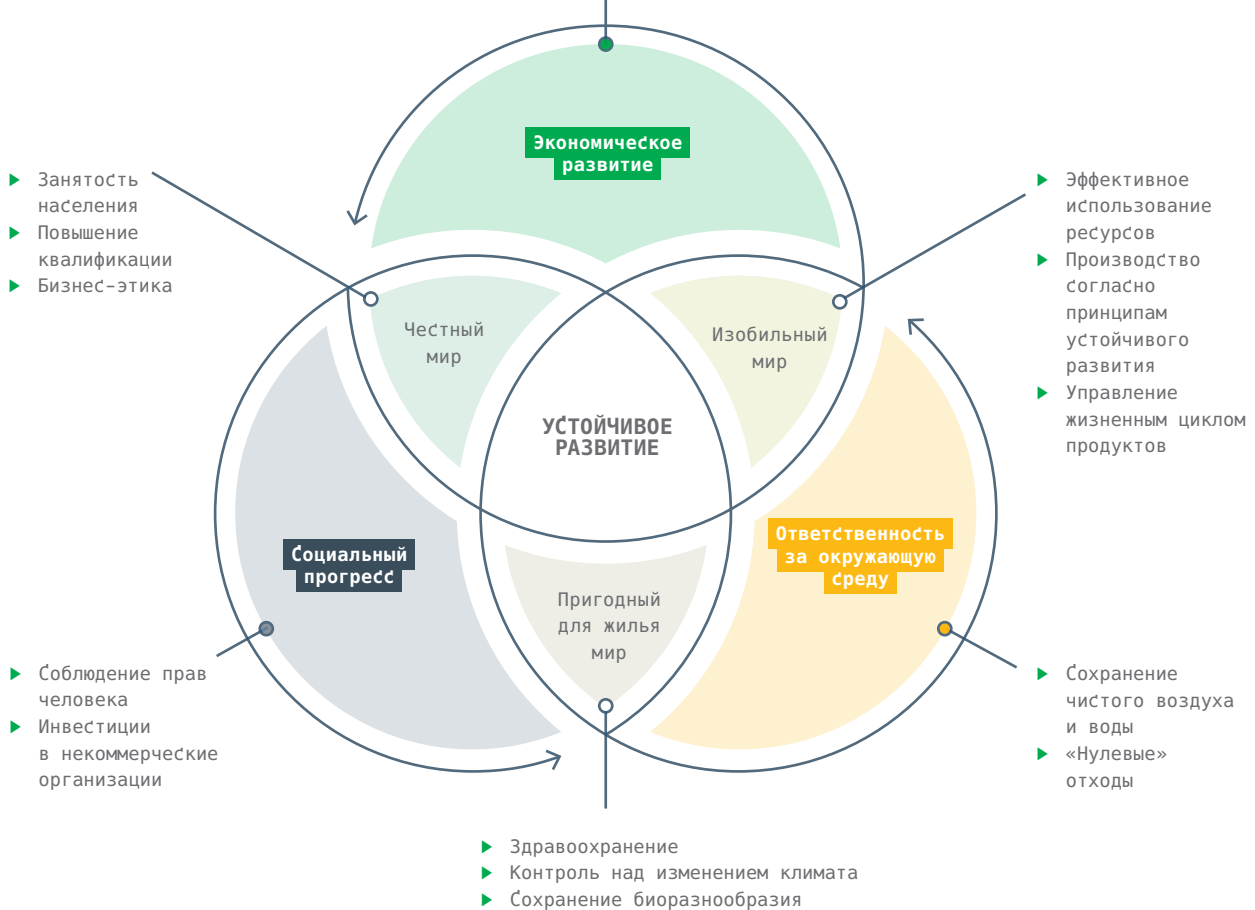 Экономическое
развитие
Занятость
населения
Повышение
квалификации
Бизнес-этика
Эффективное
использование
ресурсов
Производство
согласно
принципам
устойчивого
развития
Управление
жизненным циклом
продуктов
Честный
мир
Изобильный
мир
УСТОЙЧИВОЕ
РАЗВИТИЕ
Социальный
прогресс
Ответственность
за окружающую
среду
Пригодный
для жилья
мир
Соблюдение прав
человека
Инвестиции
в некоммерческие
организации
Сохранение
чистого воздуха
и воды
«Нулевые»
отходы
Здравоохранение
Контроль над изменением климата
Сохранение биоразнообразия